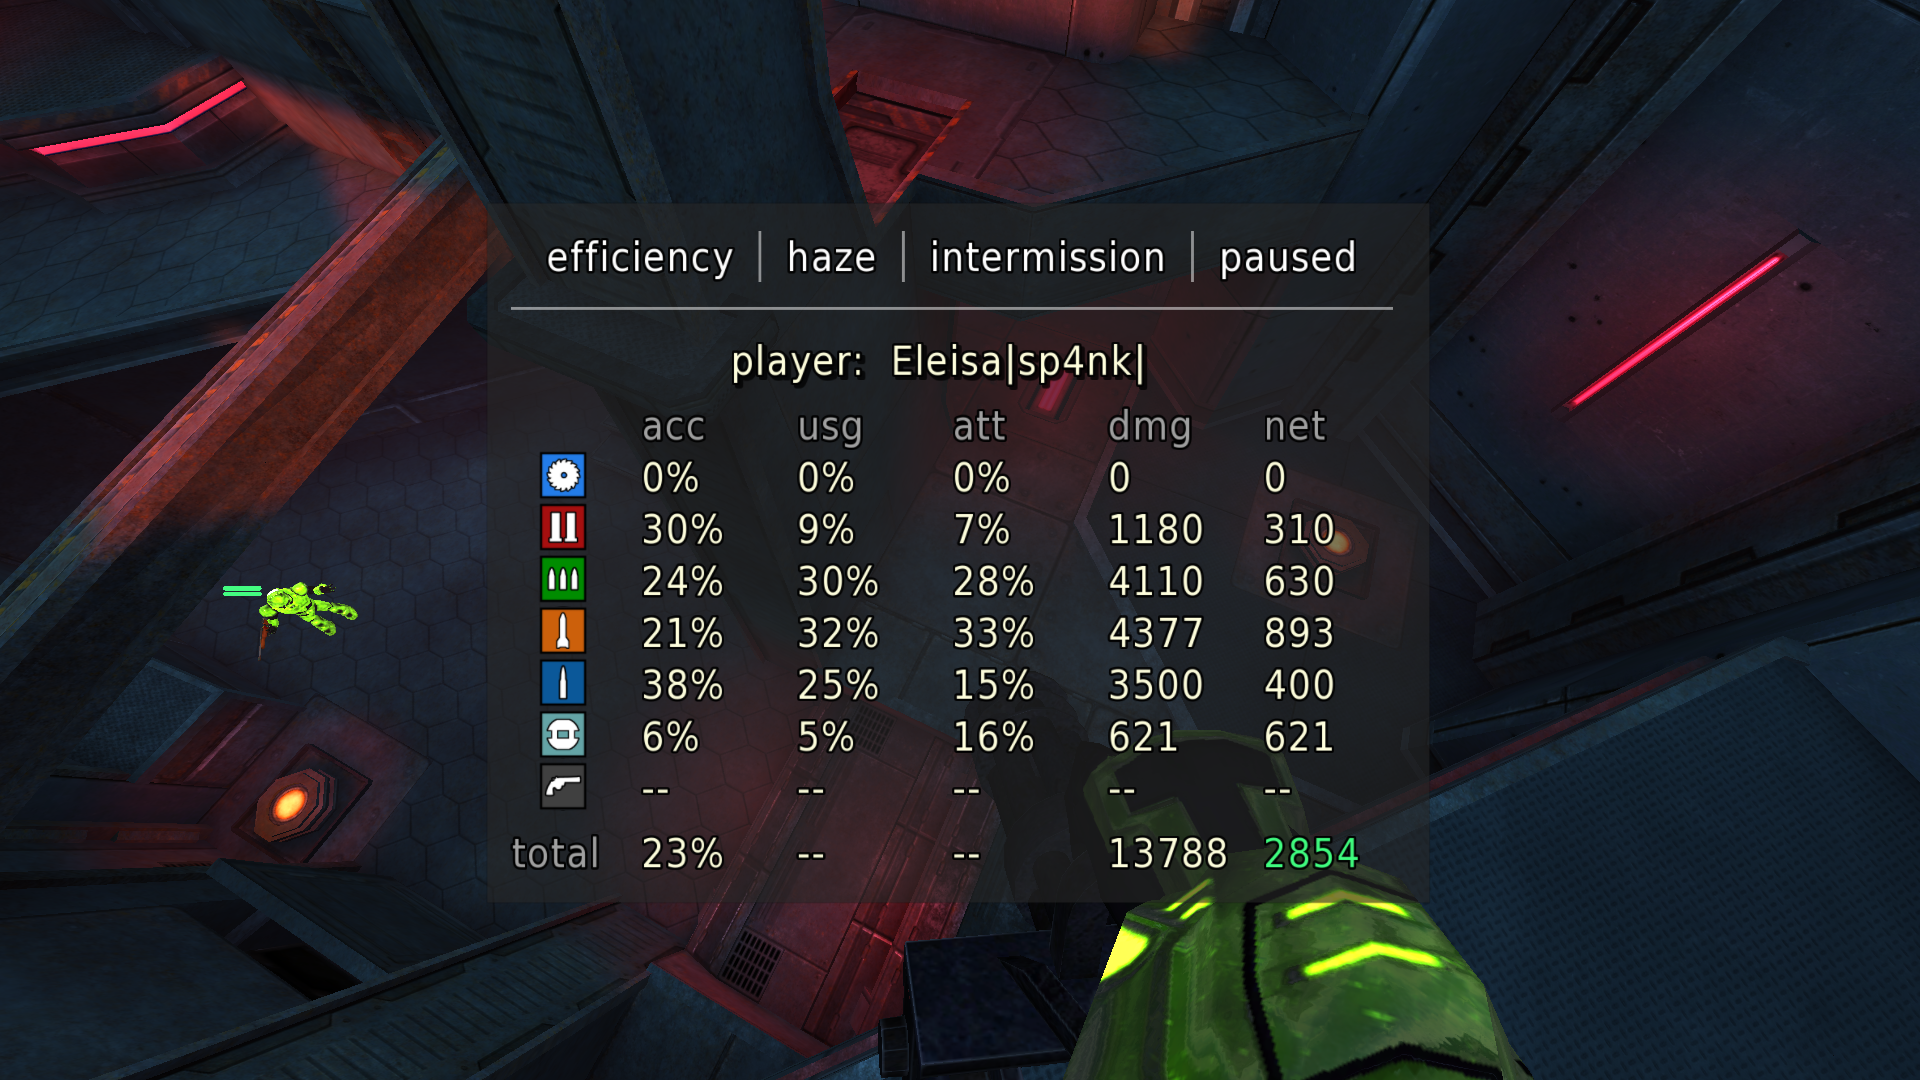 efficiency | haze | intermission | paused
player: Eleisa|sp4nk|
acc usg att dmg net
0% 0% 0% 0 0
30% 9% 7% 1180 310
24% 30% 28% 4110 630
21% 32% 33% 4377 893
38% 25% 15% 3500 400
6% 5% 16% 621 621
-- -- -- -- --
total 23% -- -- 13788 2854